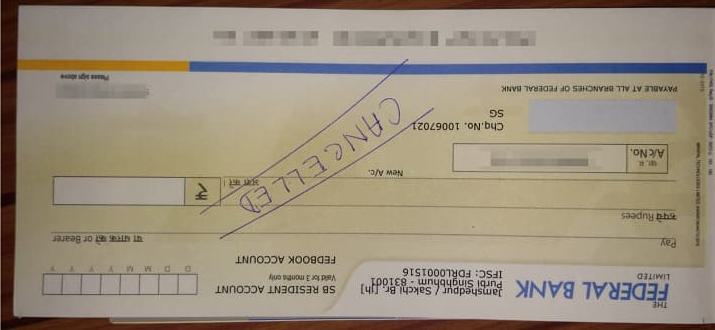 THE
FEDERAL BANK
LIMITED
Jamshedpur / Sakchi Br. [Jh]
Purbi Singhbhum - 831001
IFSC: FDRL0001516
SB RESIDENT ACCOUNT
Valid for 3 months only
FEDBOOK ACCOUNT
D D M M Y Y Y Y
Pay
या धारक को or Bearer
रुपये Rupees
अदा करें
₹
खा. सं.
A/c No.
New A/c.
CANCELLED
Chq.No. 10067021
SG
PAYABLE AT ALL BRANCHES OF FEDERAL BANK
Please sign above